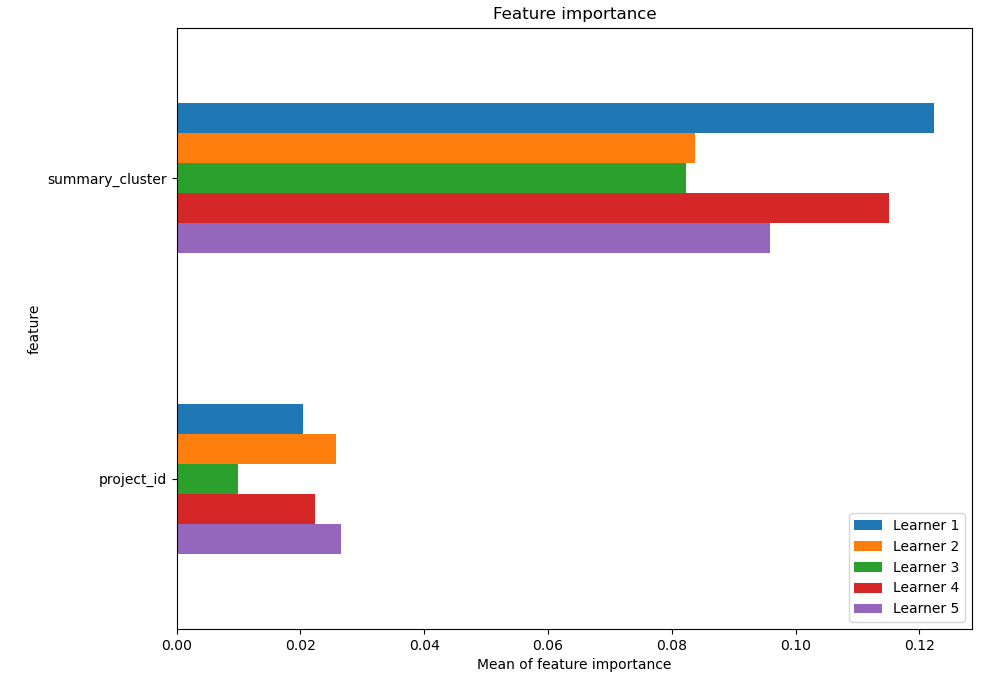 Feature importance
summary_cluster
feature
project_id
Learner 1
Learner 2
Learner 3
Learner 4
Learner 5
0.00 0.02 0.04 0.06 0.08 0.10 0.12
Mean of feature importance